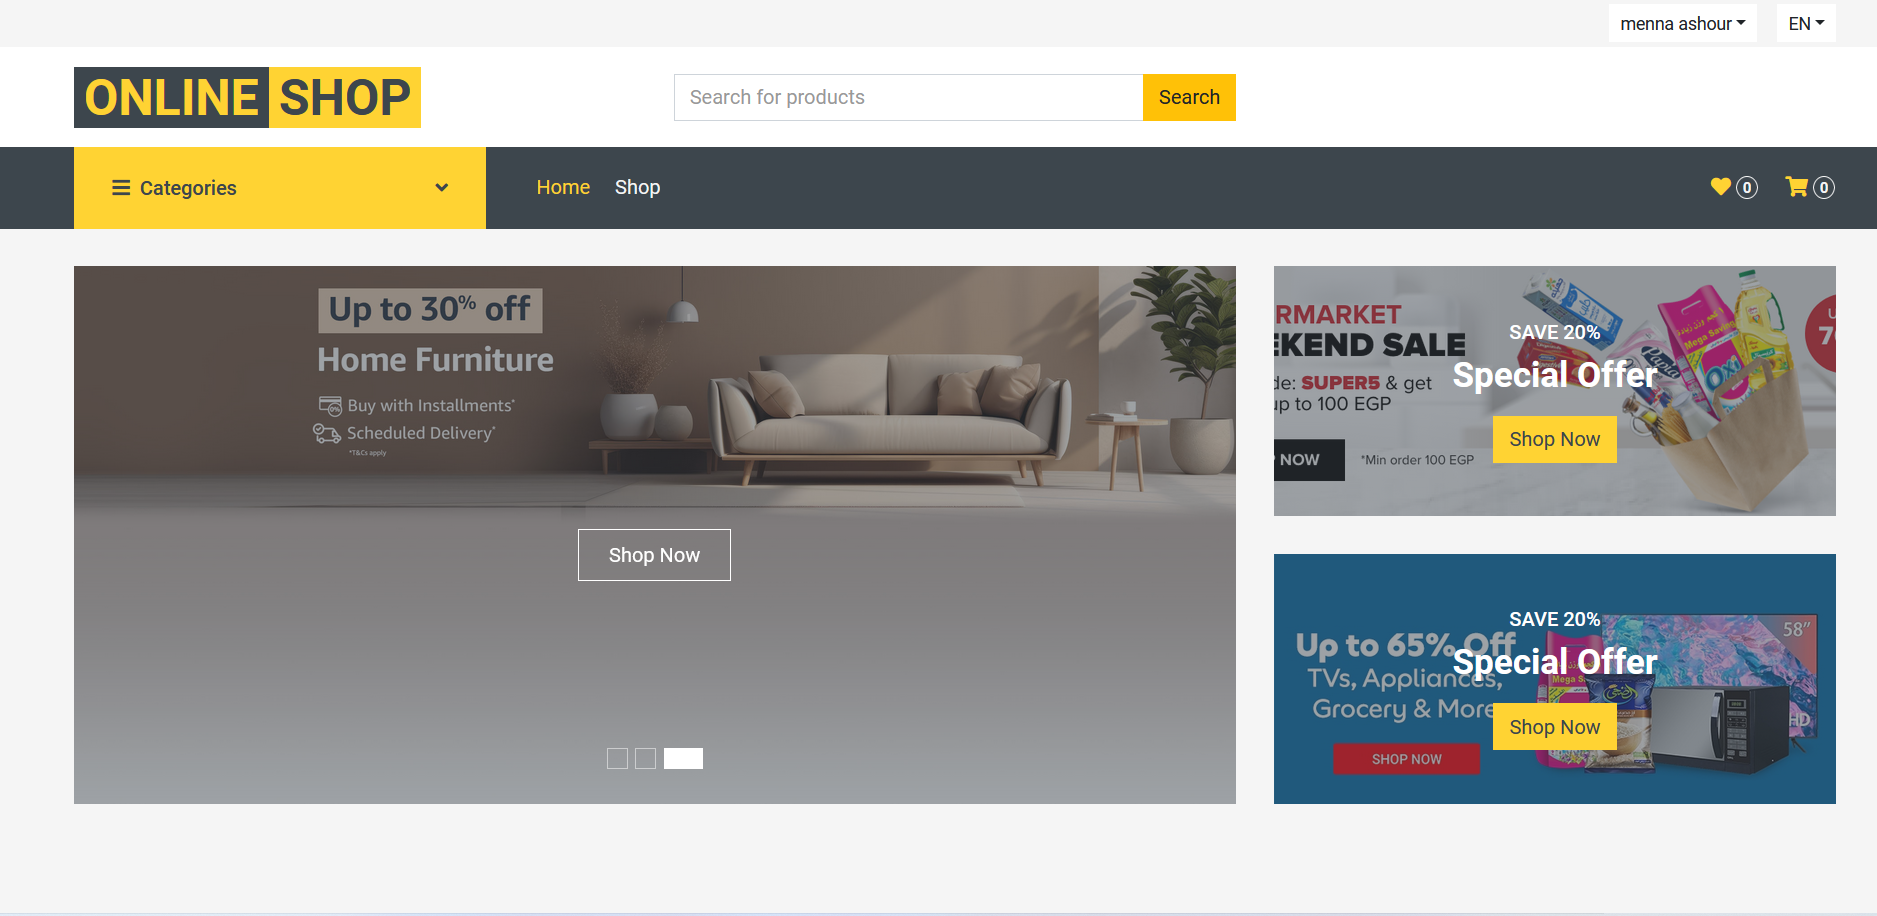 menna ashour
EN
ONLINE SHOP
Search for products
Search
Categories
Home
Shop
0
0
Up to 30% off
Home Furniture
Buy with Installments*
Scheduled Delivery*
*T&Cs apply
Shop Now
RMARKET
EKEND SALE
de: SUPER5 & get
up to 100 EGP
NOW
*Min order 100 EGP
SAVE 20%
Special Offer
Shop Now
SAVE 20%
Special Offer
Shop Now
Up to 65% Off
TVs, Appliances,
Grocery & More
SHOP NOW
58”
HD